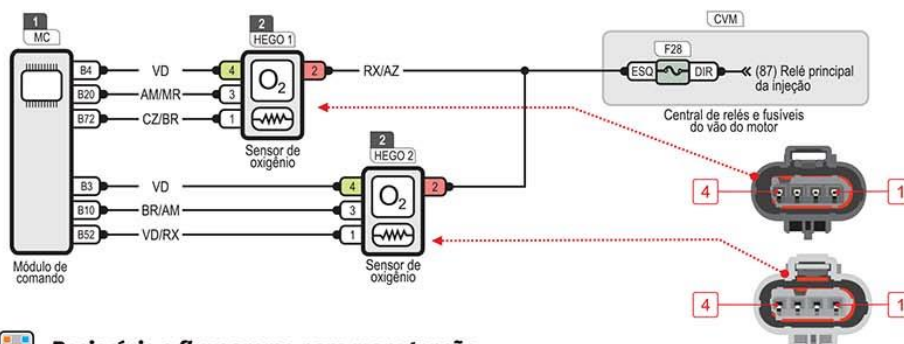 1
MC
2
HEGO 1
CVM
F28
B4 VD 4 2 RX/AZ
ESQ DIR (87) Relé principal
da injeção
B20 AM/MR 3
O2
B72 CZ/BR 1
Central de relés e fusíveis
do vão do motor
Sensor de
oxigênio
2
HEGO 2
B3 VD 4 2
4 1
B10 BR/AM 3
O2
B52 VD/RX 1
Módulo de
comando
Sensor de
oxigênio
4 1